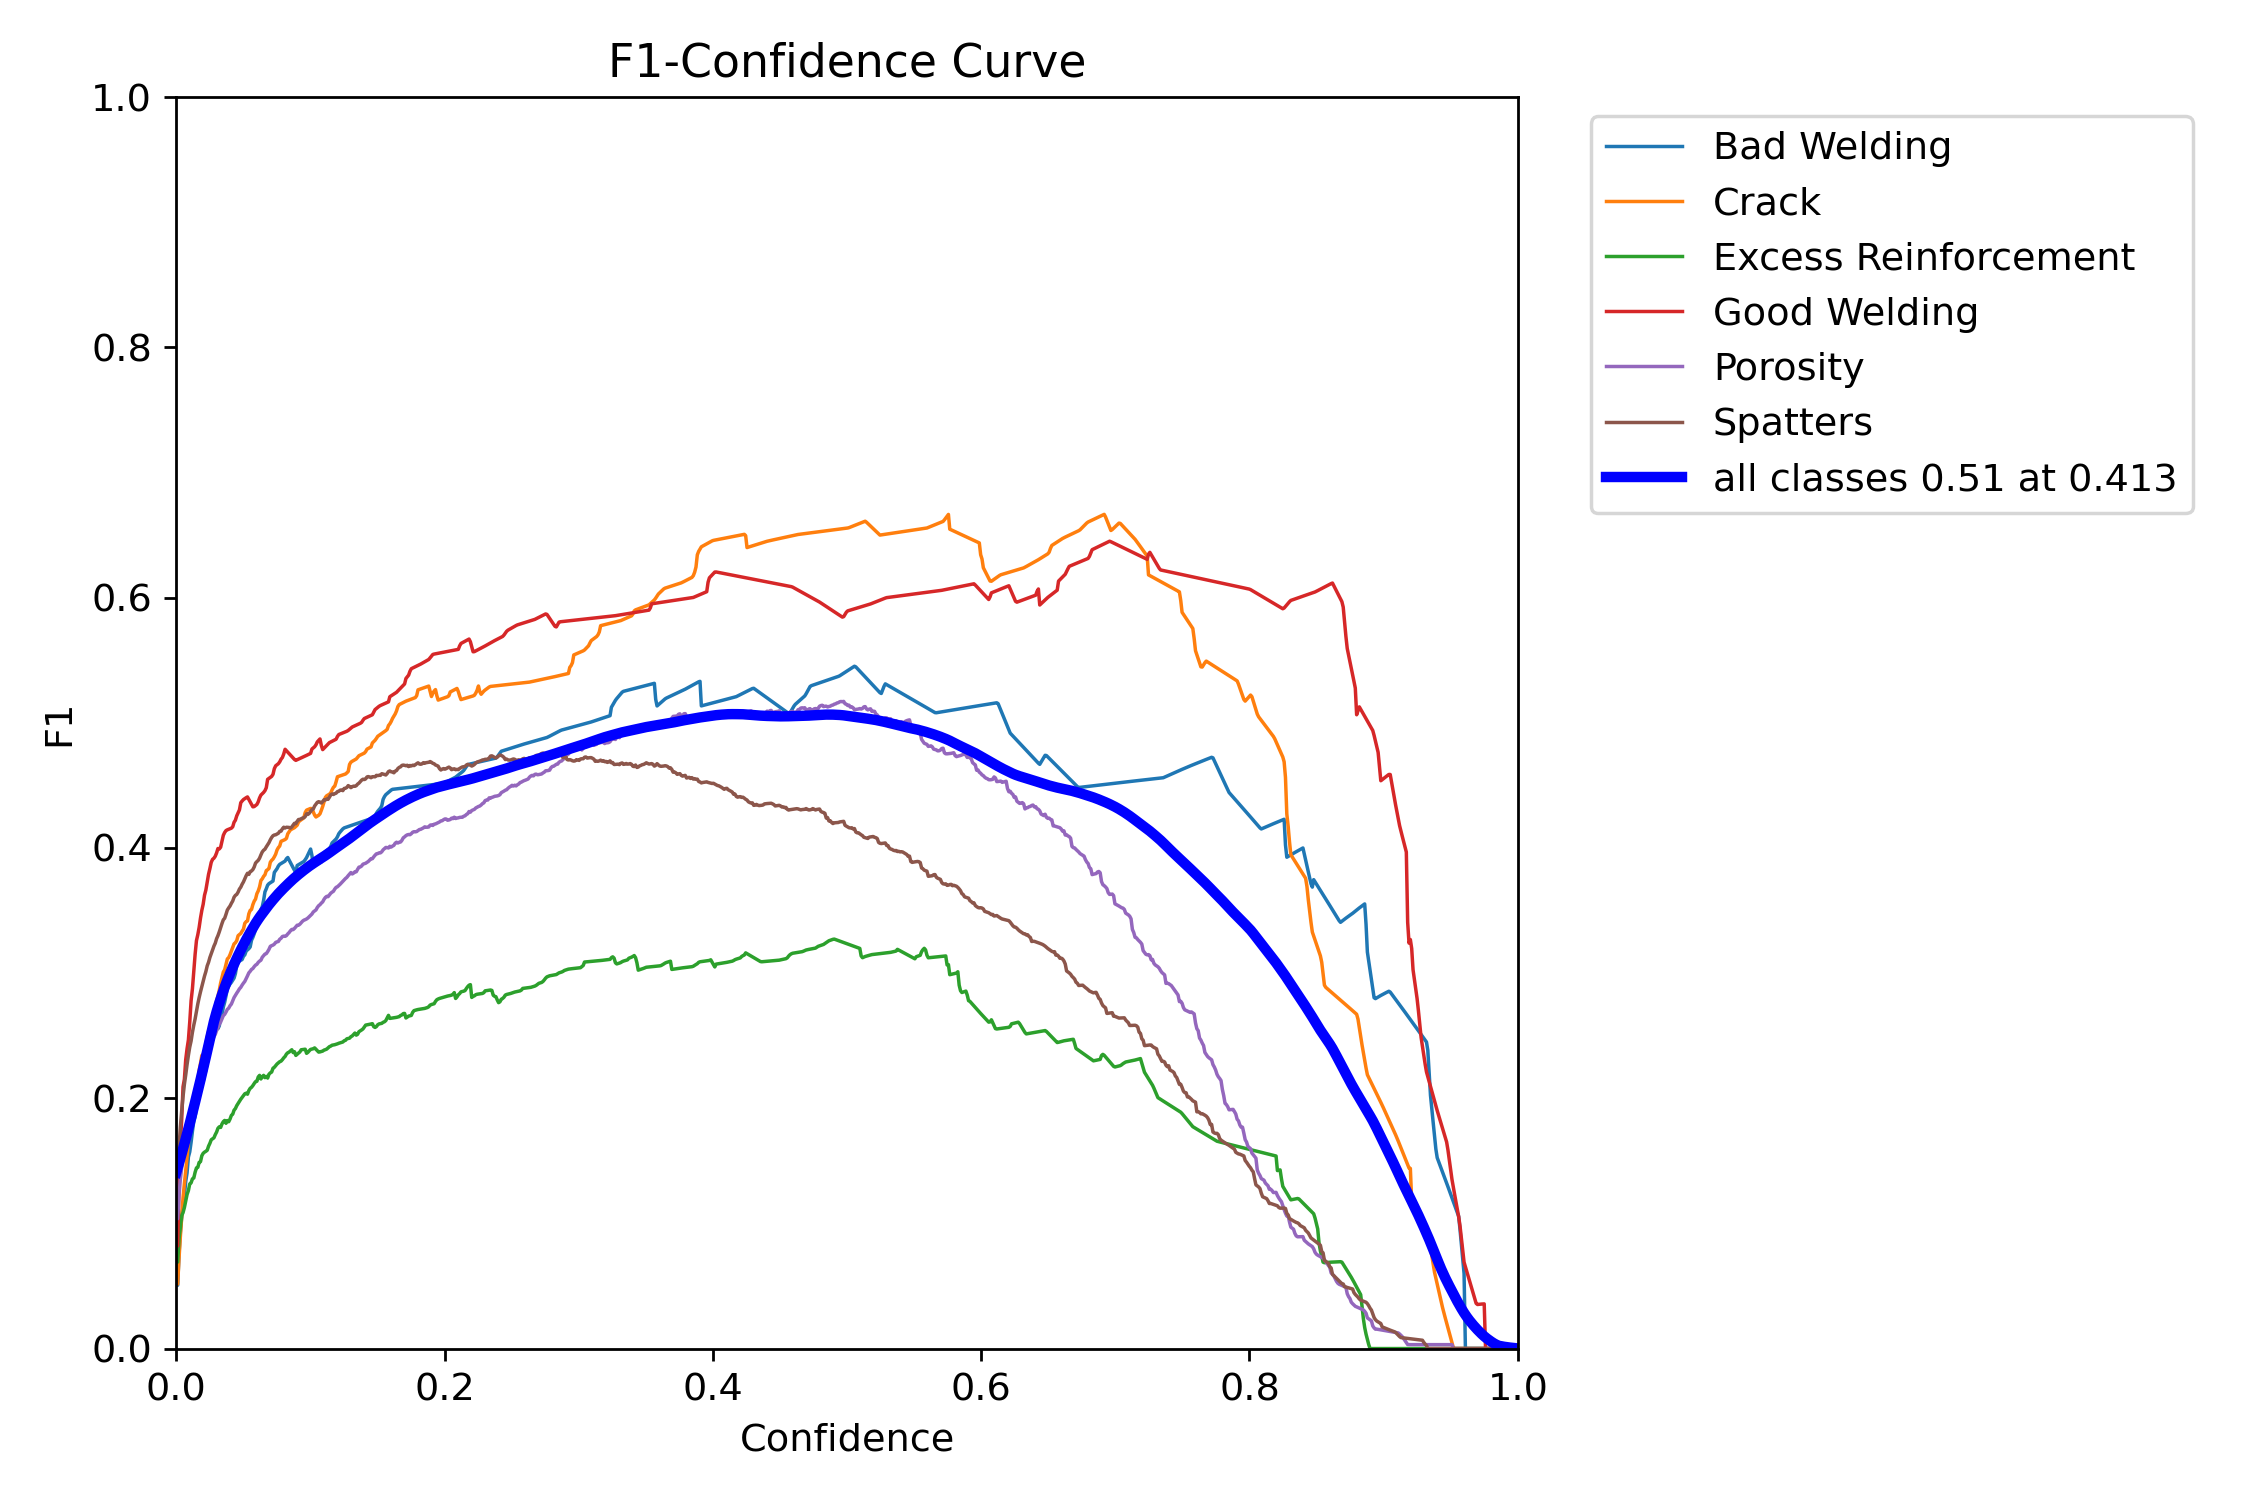 F1-Confidence Curve
1.0
0.8
0.6
0.4
0.2
0.0
F1
0.0 0.2 0.4 0.6 0.8 1.0
Confidence
Bad Welding
Crack
Excess Reinforcement
Good Welding
Porosity
Spatters
all classes 0.51 at 0.413